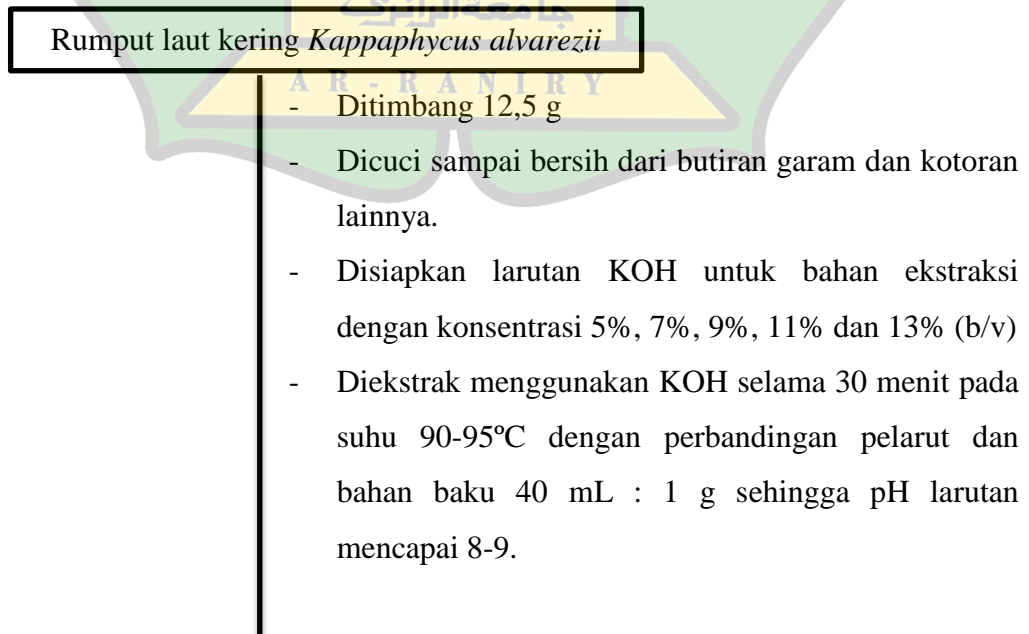 جامعة الرانري
Rumput laut kering Kappaphycus alvarezii
A R - R A N I R Y
- Ditimbang 12,5 g
- Dicuci sampai bersih dari butiran garam dan kotoran
lainnya.
- Disiapkan larutan KOH untuk bahan ekstraksi
dengan konsentrasi 5%, 7%, 9%, 11% dan 13% (b/v)
- Diekstrak menggunakan KOH selama 30 menit pada
suhu 90-95ºC dengan perbandingan pelarut dan
bahan baku 40 mL : 1 g sehingga pH larutan
mencapai 8-9.